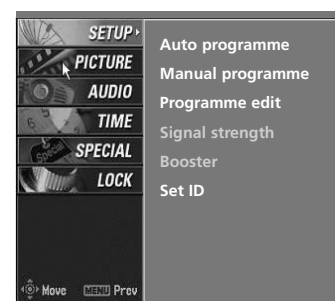 SETUP
PICTURE
AUDIO
TIME
SPECIAL
LOCK
Move MENU Prev
Auto programme
Manual programme
Programme edit
Signal strength
Booster
Set ID